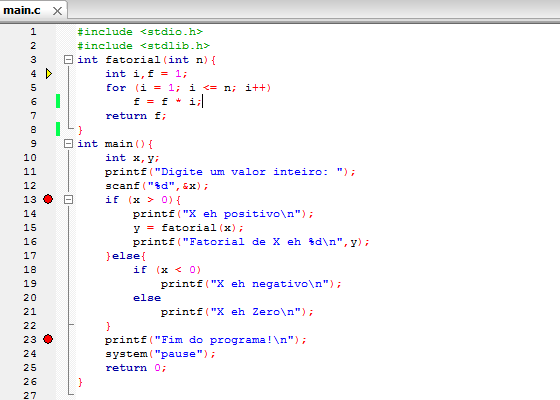 main.c
1 #include <stdio.h>
2 #include <stdlib.h>
3 int fatorial(int n){
4 int i,f = 1;
5 for (i = 1; i <= n; i++)
6 f = f * i;
7 return f;
8 }
9 int main(){
10 int x,y;
11 printf("Digite um valor inteiro: ");
12 scanf("%d",&x);
13 if (x > 0){
14 printf("X eh positivo\n");
15 y = fatorial(x);
16 printf("Fatorial de X eh %d\n",y);
17 }else{
18 if (x < 0)
19 printf("X eh negativo\n");
20 else
21 printf("X eh Zero\n");
22 }
23 printf("Fim do programa!\n");
24 system("pause");
25 return 0;
26 }
27